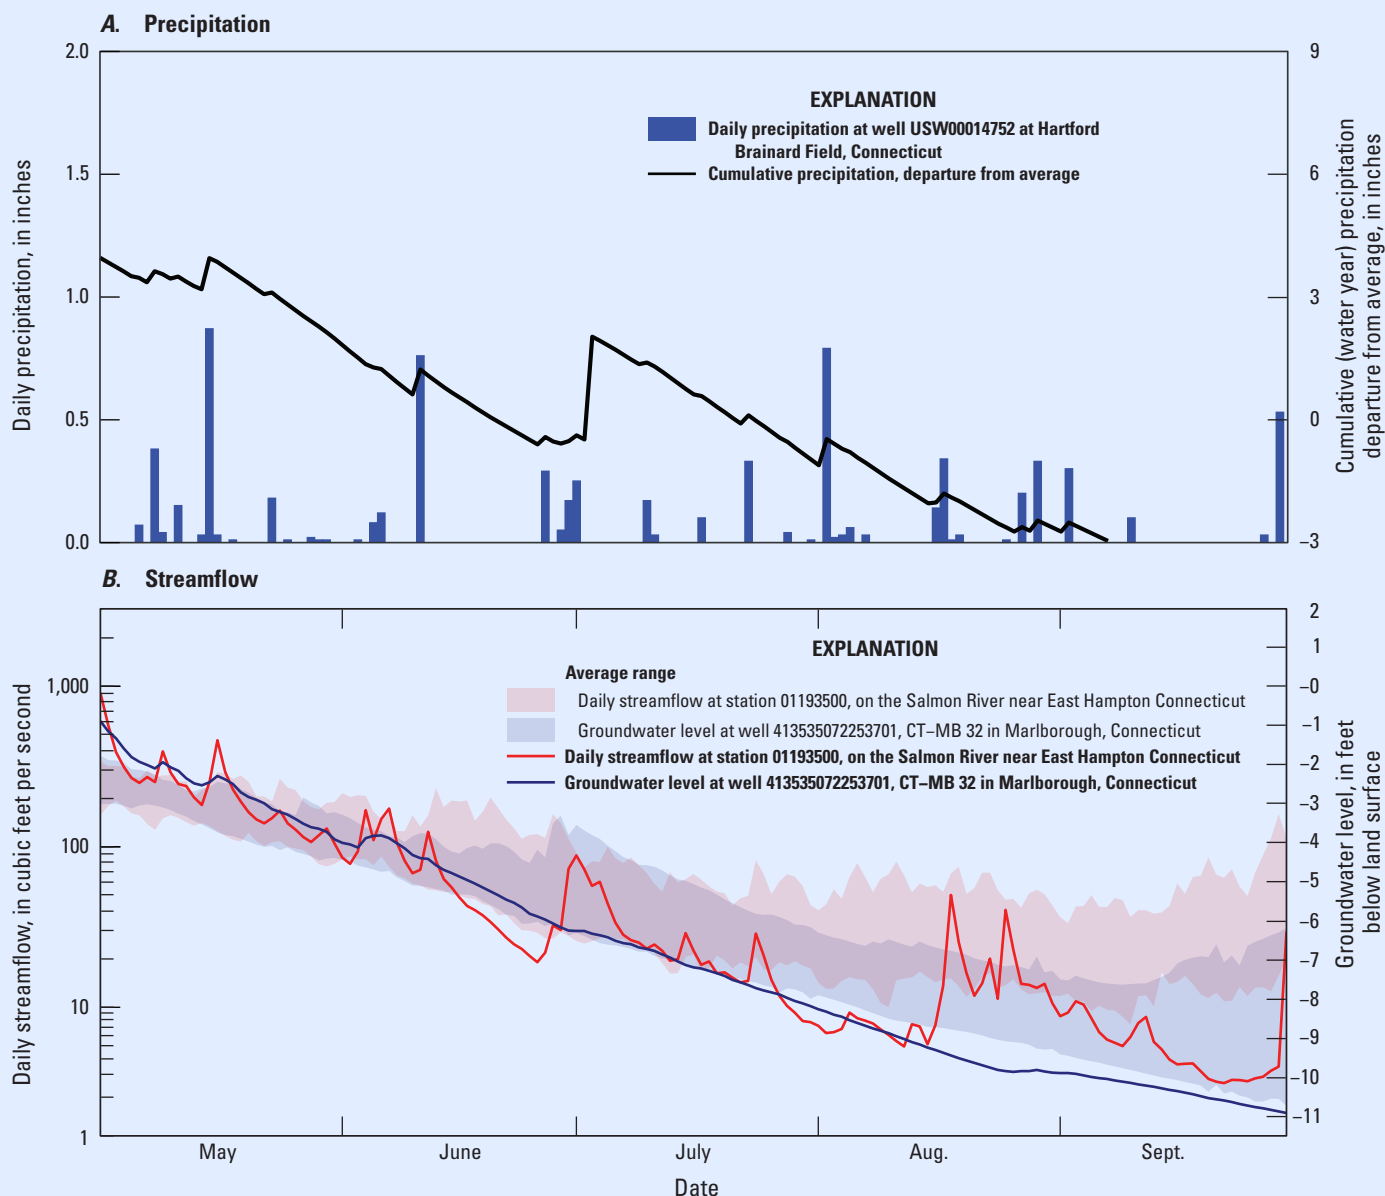 A. Precipitation
2.0
1.5
1.0
0.5
0.0
Daily precipitation, in inches
EXPLANATION
Daily precipitation at well USW00014752 at Hartford
Brainard Field, Connecticut
Cumulative precipitation, departure from average
9
6
3
0
–3
Cumulative (water year) precipitation
departure from average, in inches
B. Streamflow
1,000
100
10
1
Daily streamflow, in cubic feet per second
EXPLANATION
Average range
Daily streamflow at station 01193500, on the Salmon River near East Hampton Connecticut
Groundwater level at well 413535072253701, CT–MB 32 in Marlborough, Connecticut
Daily streamflow at station 01193500, on the Salmon River near East Hampton Connecticut
Groundwater level at well 413535072253701, CT–MB 32 in Marlborough, Connecticut
2
1
–0
–1
–2
–3
–4
–5
–6
–7
–8
–9
–10
–11
Groundwater level, in feet
below land surface
May
June
July
Aug.
Sept.
Date